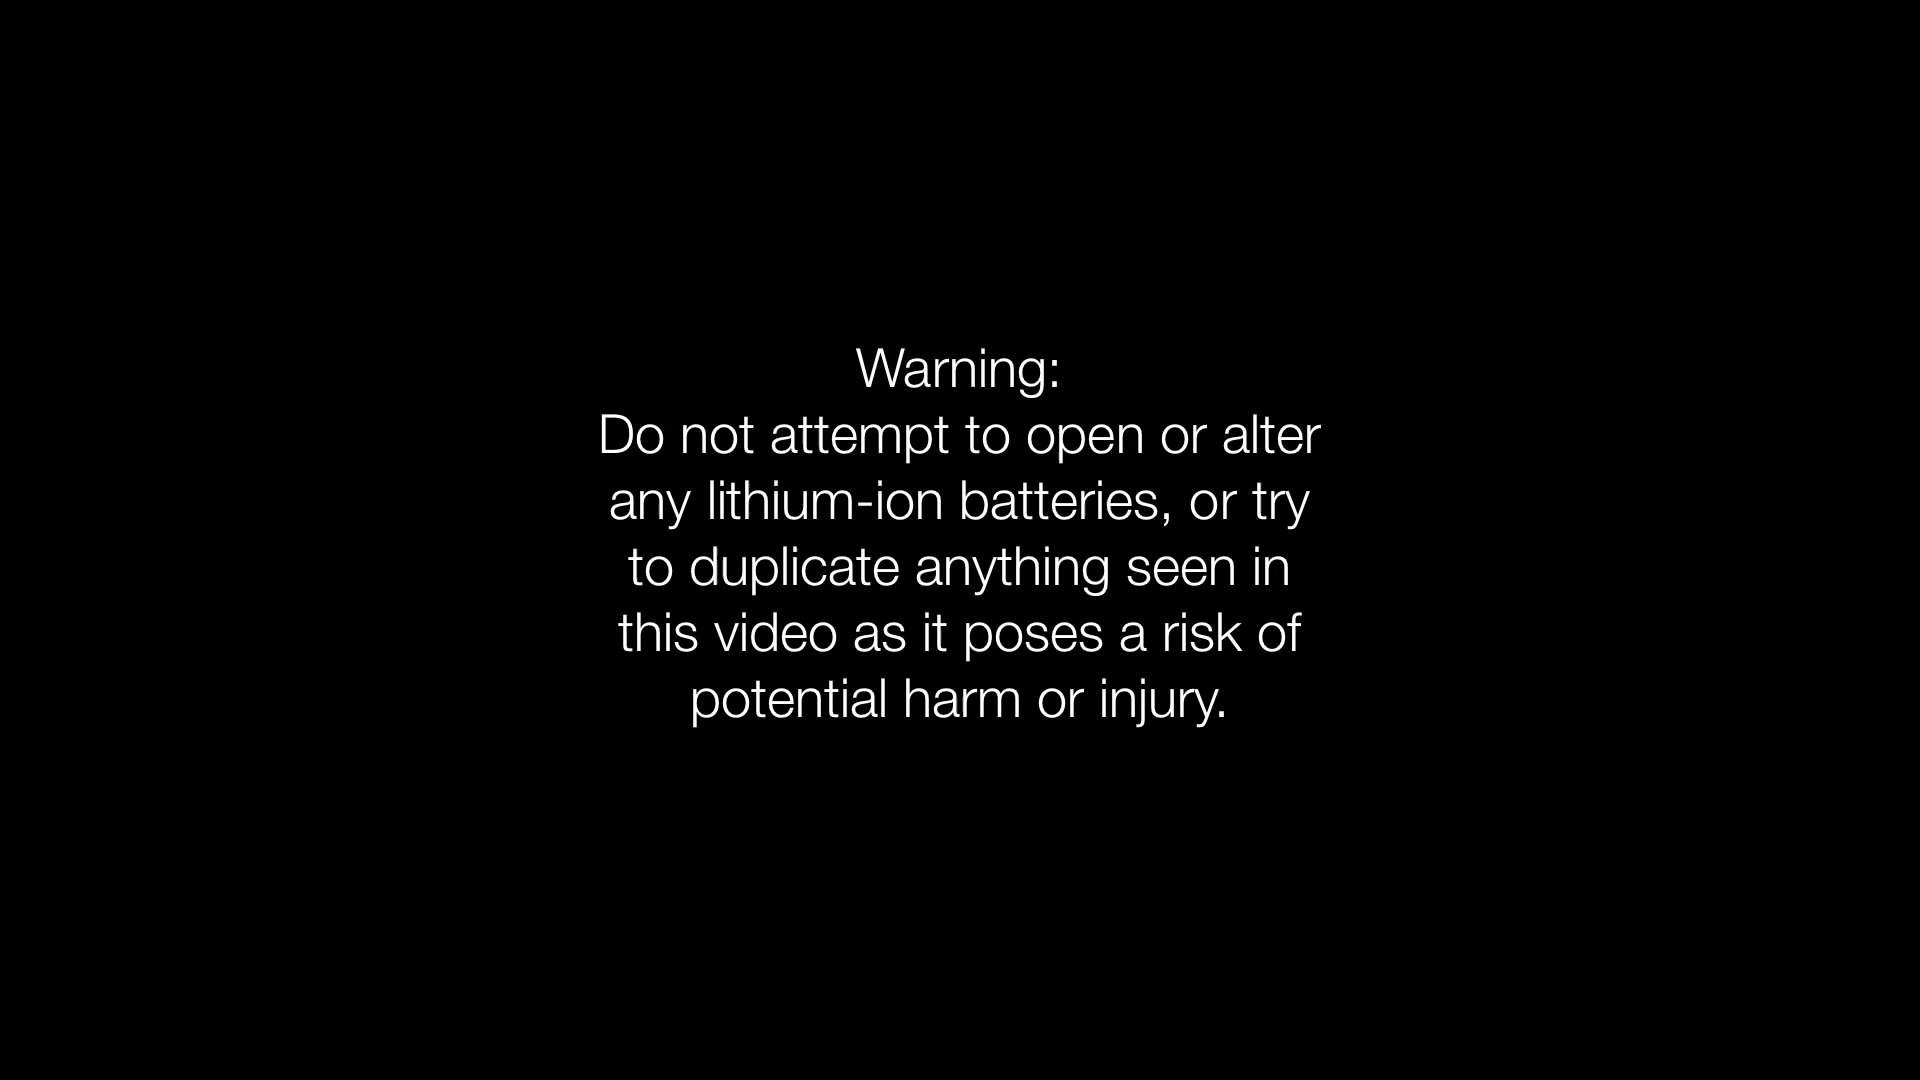 Warning:
Do not attempt to open or alter
any lithium-ion batteries, or try
to duplicate anything seen in
this video as it poses a risk of
potential harm or injury.